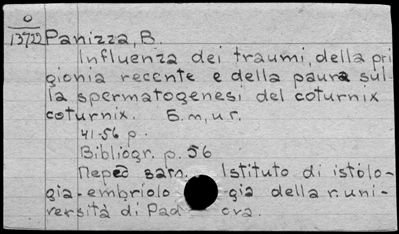 O
13722 Panizza, B.
Influenza dei traumi, della pri
gionia recente e della paura sul
la spermatogenesi del coturnix
coturnix. Б.m, u г.
41-56 p.
Bibliogr. p. 56
Перед загл. Istituto di istolo-
gia-embriolo gia della r. uni-
versità di Pad ova.